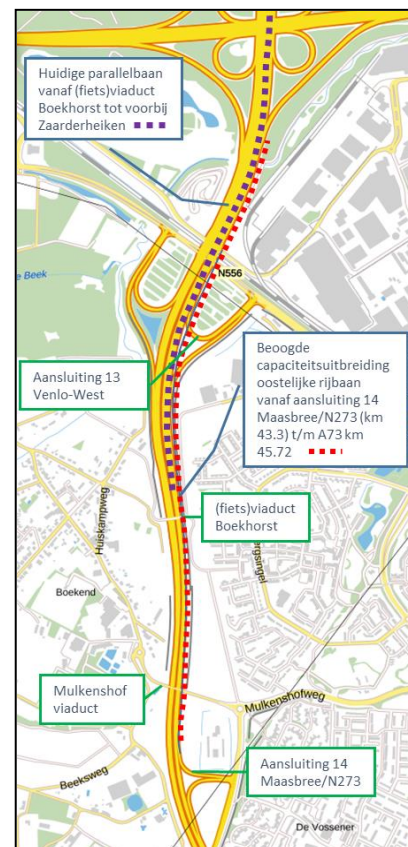 Huidige parallelbaan
vanaf (fiets)viaduct
Boekhorst tot voorbij
Zaarderheiken
e Beek
N556
Aansluiting 13
Venlo-West
Beoogde
capaciteitsuitbreiding
oostelijke rijbaan
vanaf aansluiting 14
Maasbree/N273 (km
43.3) t/m A73 km
45.72
(fiets)viaduct
Boekhorst
Huiskampweg
ergsingel
Boekend
Mulkenshof
viaduct
Mulkenshofweg
Aansluiting 14
Maasbree/N273
Beeksweg
De Vossener